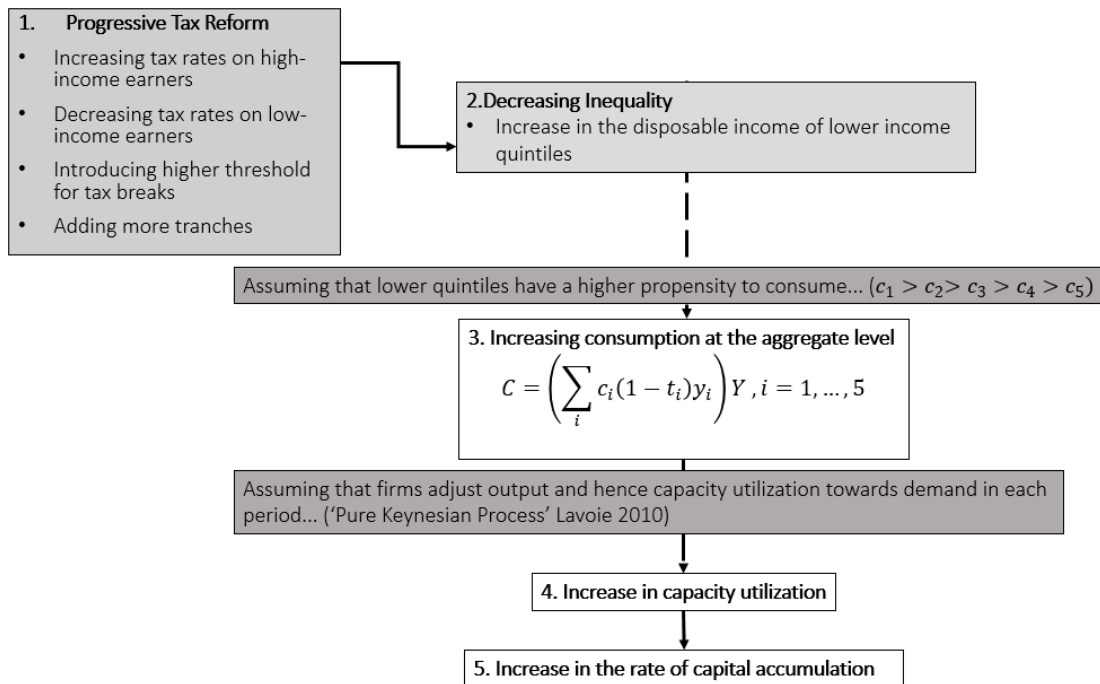 1. Progressive Tax Reform
• Increasing tax rates on high-
income earners
• Decreasing tax rates on low-
income earners
• Introducing higher threshold
for tax breaks
• Adding more tranches
2.Decreasing Inequality
• Increase in the disposable income of lower income
quintiles
Assuming that lower quintiles have a higher propensity to consume... (c₁ > c₂> c₃ > c₄ > c₅)
3. Increasing consumption at the aggregate level
C = (∑ᵢ cᵢ(1 − tᵢ)yᵢ) Y , i = 1, … , 5
Assuming that firms adjust output and hence capacity utilization towards demand in each
period... (‘Pure Keynesian Process’ Lavoie 2010)
4. Increase in capacity utilization
5. Increase in the rate of capital accumulation